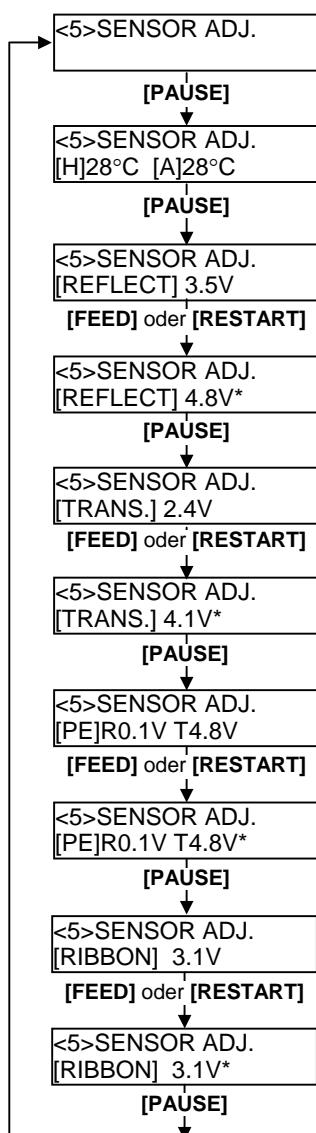 <5>SENSOR ADJ.
[PAUSE]
<5>SENSOR ADJ.
[H]28°C [A]28°C
[PAUSE]
<5>SENSOR ADJ.
[REFLECT] 3.5V
[FEED] oder [RESTART]
<5>SENSOR ADJ.
[REFLECT] 4.8V*
[PAUSE]
<5>SENSOR ADJ.
[TRANS.] 2.4V
[FEED] oder [RESTART]
<5>SENSOR ADJ.
[TRANS.] 4.1V*
[PAUSE]
<5>SENSOR ADJ.
[PE]R0.1V T4.8V
[FEED] oder [RESTART]
<5>SENSOR ADJ.
[PE]R0.1V T4.8V*
[PAUSE]
<5>SENSOR ADJ.
[RIBBON] 3.1V
[FEED] oder [RESTART]
<5>SENSOR ADJ.
[RIBBON] 3.1V*
[PAUSE]